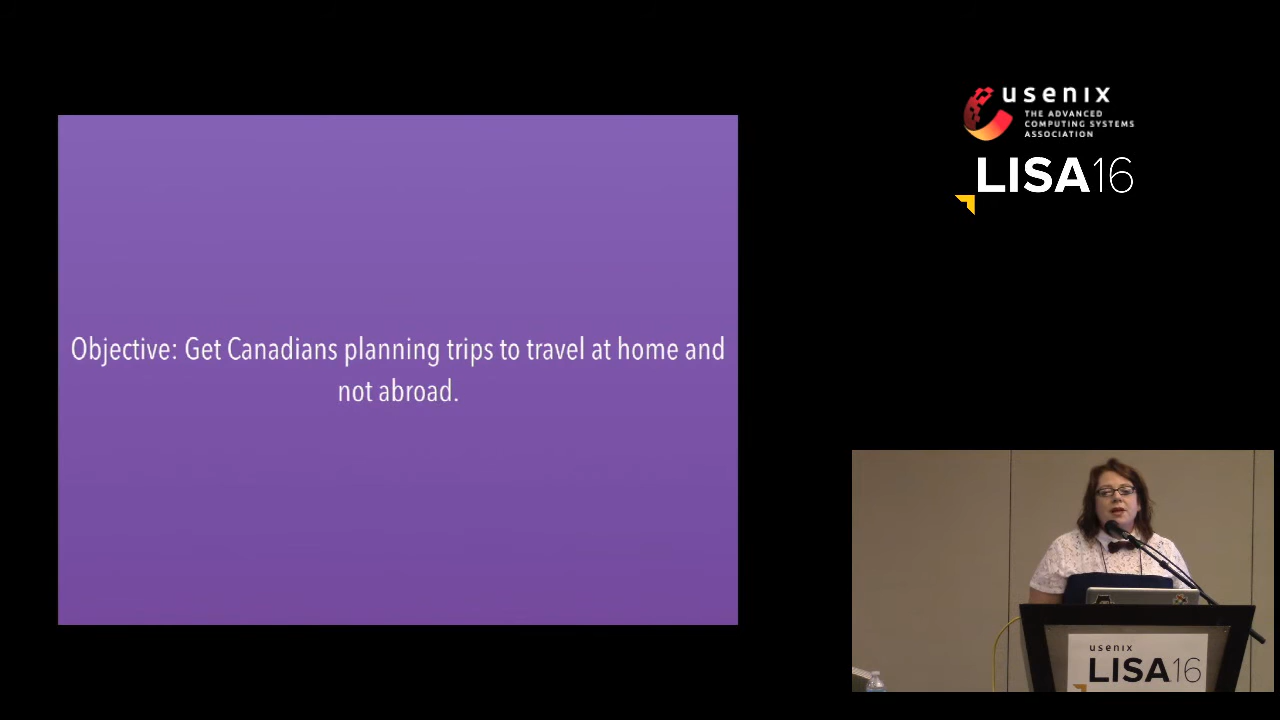 Objective: Get Canadians planning trips to travel at home and
not abroad.
usenix
THE ADVANCED
COMPUTING SYSTEMS
ASSOCIATION
LISA16
usenix
LISA16